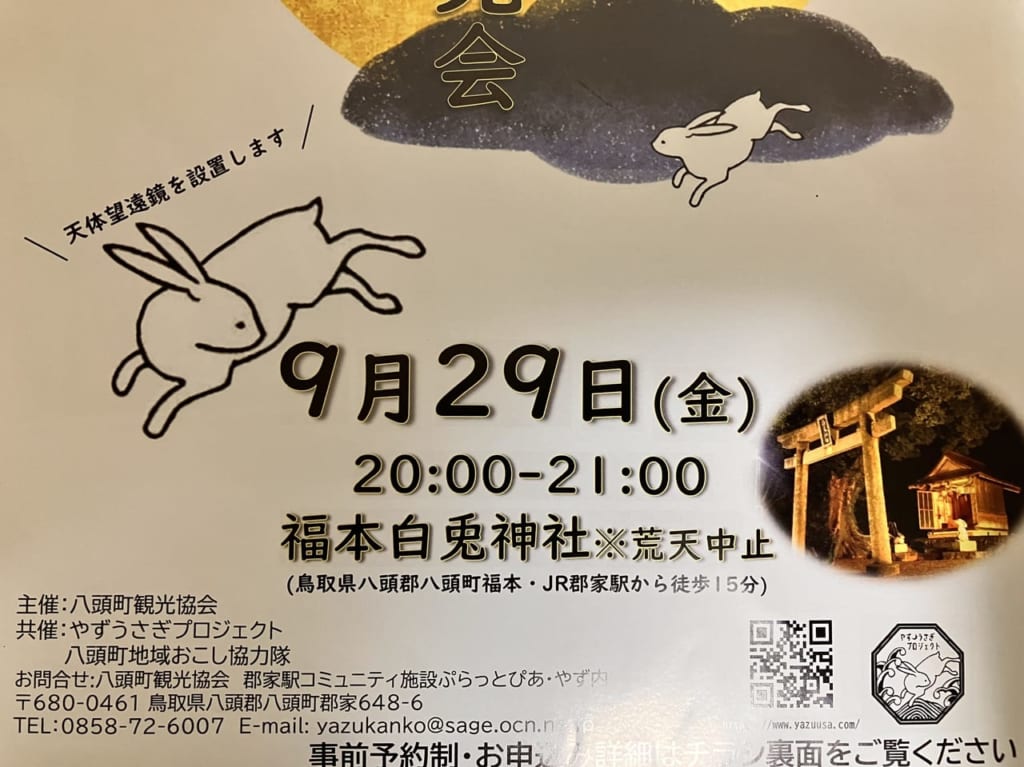 会
天体望遠鏡を設置します
9月29日(金)
20:00-21:00
福本白兎神社※荒天中止
(鳥取県八頭郡八頭町福本・JR郡家駅から徒歩15分)
主催:八頭町観光協会
共催:やずうさぎプロジェクト
八頭町地域おこし協力隊
お問合せ:八頭町観光協会 郡家駅コミュニティ施設ぷらっとぴあ・やず内
〒680-0461 鳥取県八頭郡八頭町郡家648-6
TEL:0858-72-6007 E-mail: yazukanko@sage.ocn.ne.jp
やずうさぎ
プロジェクト
https://www.yazuusa.com/
事前予約制・お申込み詳細はチラシ裏面をご覧ください